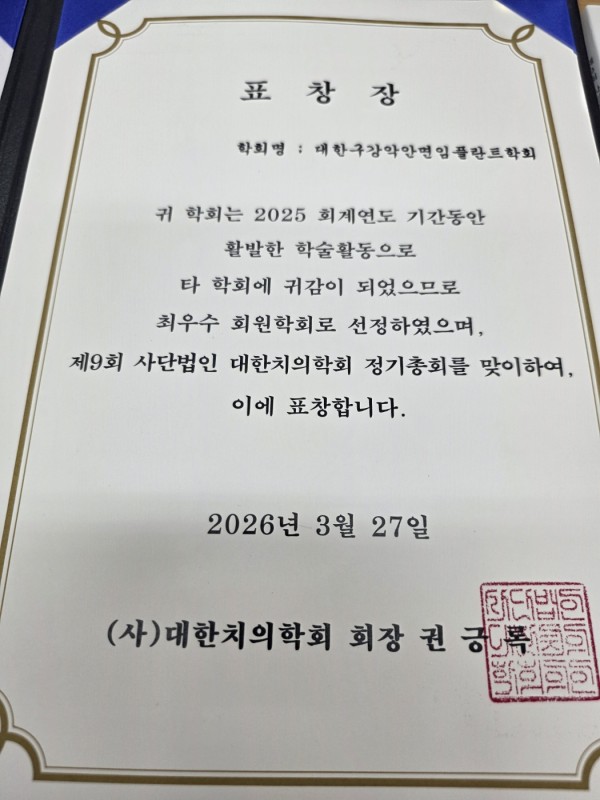 표 창 장
학회명 : 대한구강악안면임플란트학회
귀 학회는 2025 회계연도 기간동안
활발한 학술활동으로
타 학회에 귀감이 되었으므로
최우수 회원학회로 선정하였으며,
제9회 사단법인 대한치의학회 정기총회를 맞이하여,
이에 표창합니다.
2026년 3월 27일
(사)대한치의학회 회장 권 긍 록